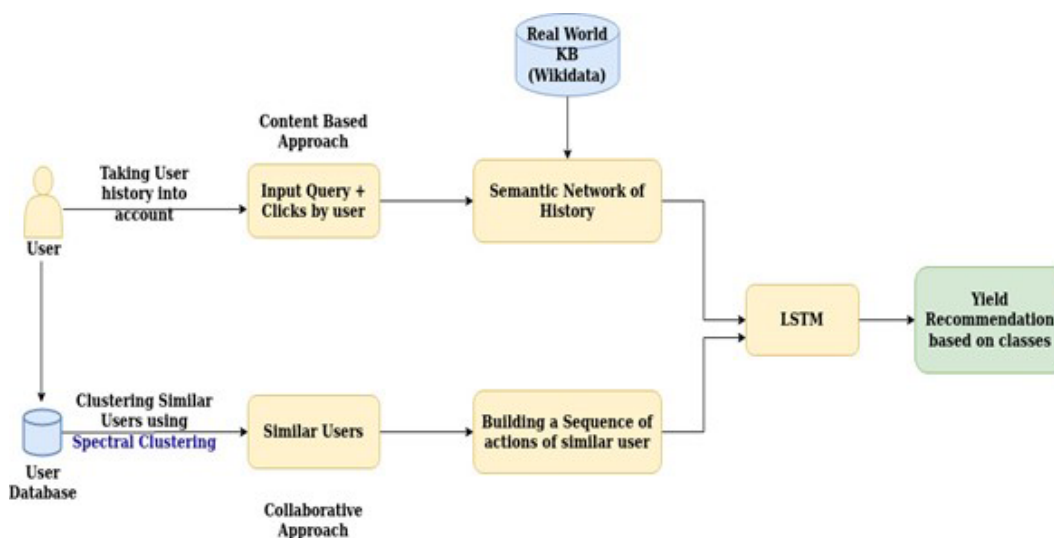 Real World
KB
(Wikidata)
Content Based
Approach
Taking User
history into
account
Input Query +
Clicks by user
Semantic Network of
History
User
LSTM
Yield
Recommendation
based on classes
Clustering Similar
Users using
Spectral Clustering
Similar Users
Building a Sequence of
actions of similar user
User
Database
Collaborative
Approach